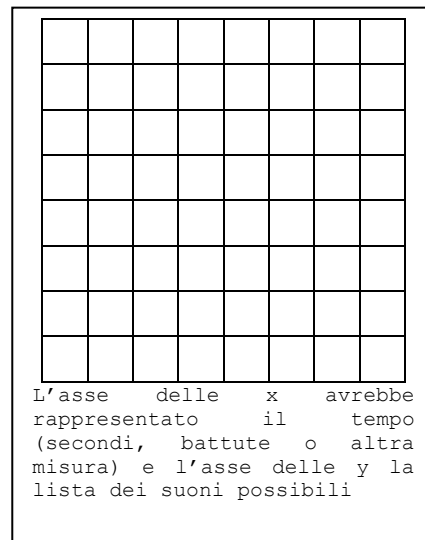 L'asse delle x avrebbe
rappresentato il tempo
(secondi, battute o altra
misura) e l'asse delle y la
lista dei suoni possibili